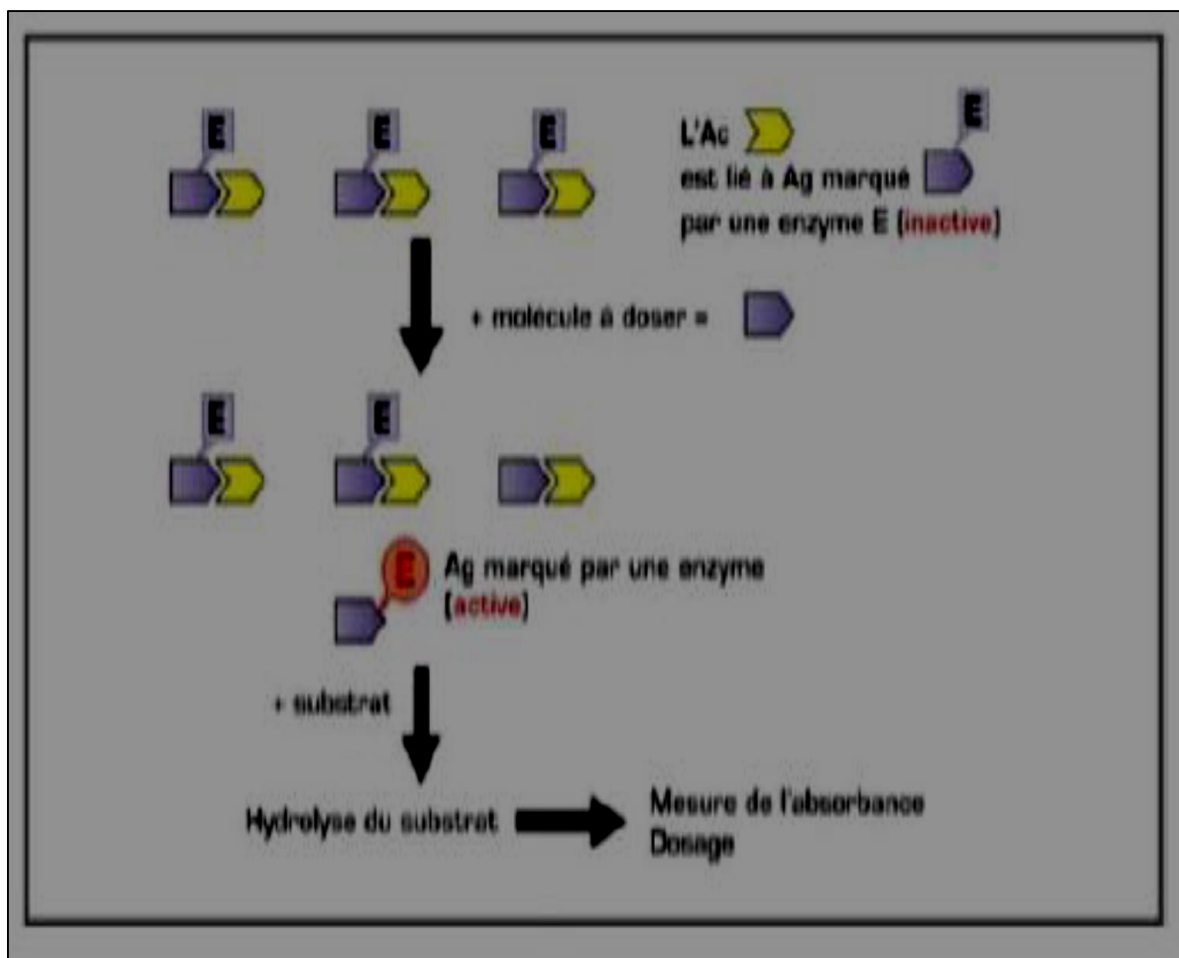 E E E E
L'Ac
est lié à Ag marqué
par une enzyme E (inactive)
+ molécule à doser =
E E
E Ag marqué par une enzyme
(active)
+ substrat
Hydrolyse du substrat
Mesure de l'absorbance
Dosage